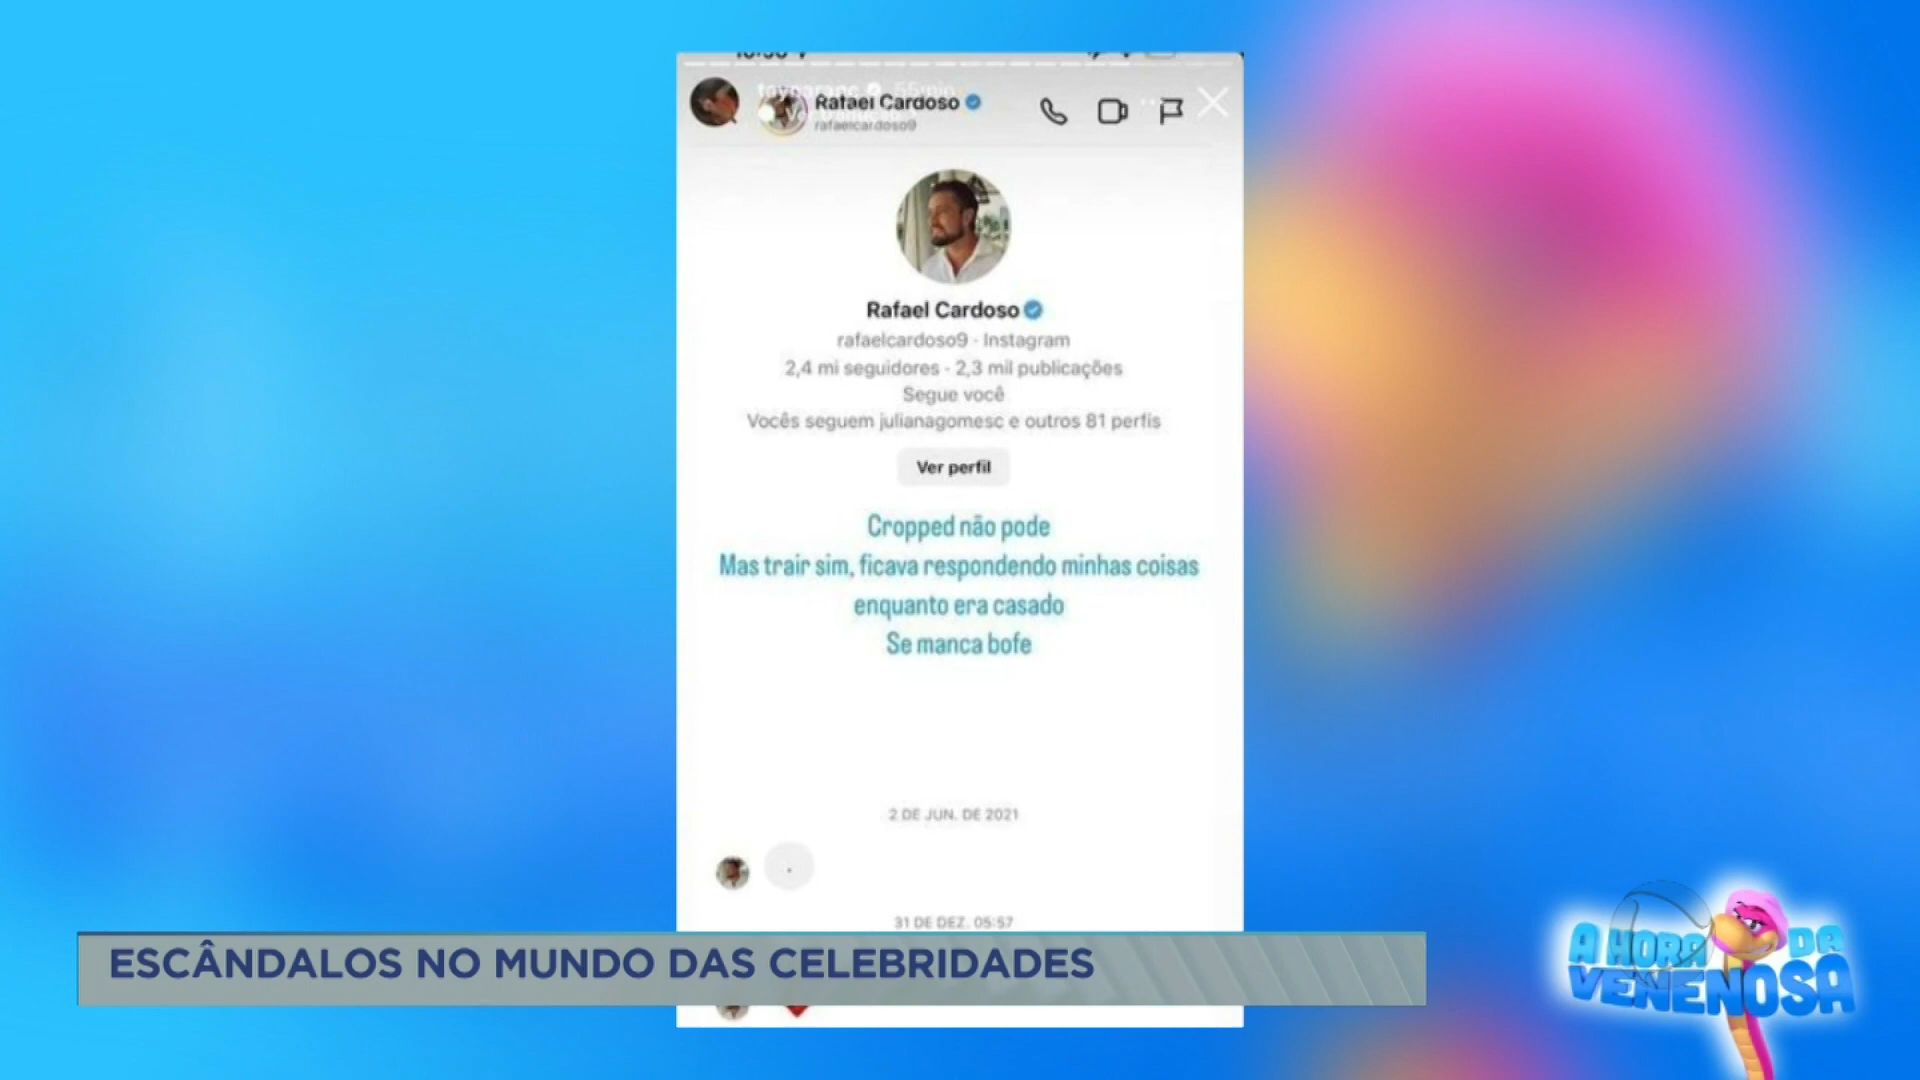 Rafael Cardoso
rafaelcardoso9
Rafael Cardoso
rafaelcardoso9 · Instagram
2,4 mi seguidores · 2,3 mil publicações
Segue você
Vocês seguem julianagomesc e outros 81 perfis
Ver perfil
Cropped não pode
Mas trair sim, ficava respondendo minhas coisas
enquanto era casado
Se manca bofe
2 DE JUN. DE 2021
.
31 DE DEZ. 05:57
ESCÂNDALOS NO MUNDO DAS CELEBRIDADES
A HORA DA
VENENOSA